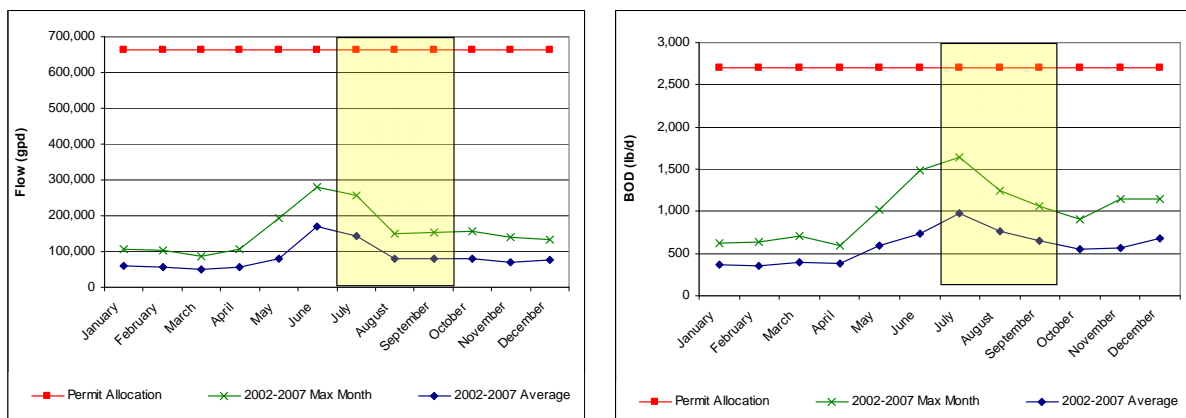 700,000
600,000
500,000
400,000
300,000
200,000
100,000
0
Flow (gpd)
January
February
March
April
May
June
July
August
September
October
November
December
Permit Allocation
2002-2007 Max Month
2002-2007 Average
3,000
2,500
2,000
1,500
1,000
500
0
BOD (lb/d)
January
February
March
April
May
June
July
August
September
October
November
December
Permit Allocation
2002-2007 Max Month
2002-2007 Average